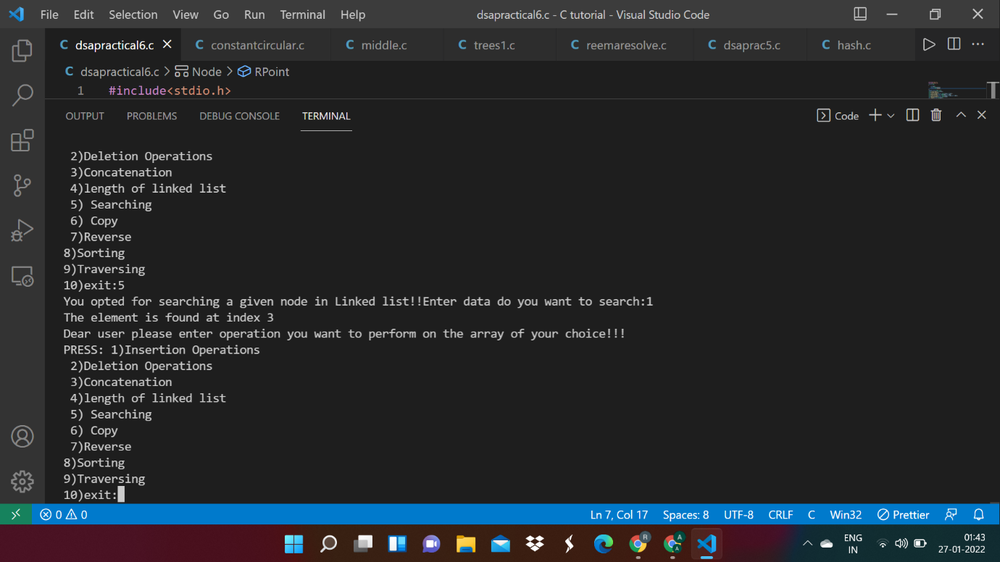 File Edit Selection View Go Run Terminal Help dsapractical6.c - C tutorial - Visual Studio Code
C dsapractical6.c C constantcircular.c C middle.c C trees1.c C reemaresolve.c C dsaprac5.c C hash.c
C dsapractical6.c > Node > RPoint
1 #include<stdio.h>
OUTPUT PROBLEMS DEBUG CONSOLE TERMINAL Code
2)Deletion Operations
3)Concatenation
4)length of linked list
5) Searching
6) Copy
7)Reverse
8)Sorting
9)Traversing
10)exit:5
You opted for searching a given node in Linked list!!Enter data do you want to search:1
The element is found at index 3
Dear user please enter operation you want to perform on the array of your choice!!!
PRESS: 1)Insertion Operations
2)Deletion Operations
3)Concatenation
4)length of linked list
5) Searching
6) Copy
7)Reverse
8)Sorting
9)Traversing
10)exit:
0 0 Ln 7, Col 17 Spaces: 8 UTF-8 CRLF C Win32 Prettier
ENG 01:43
IN 27-01-2022